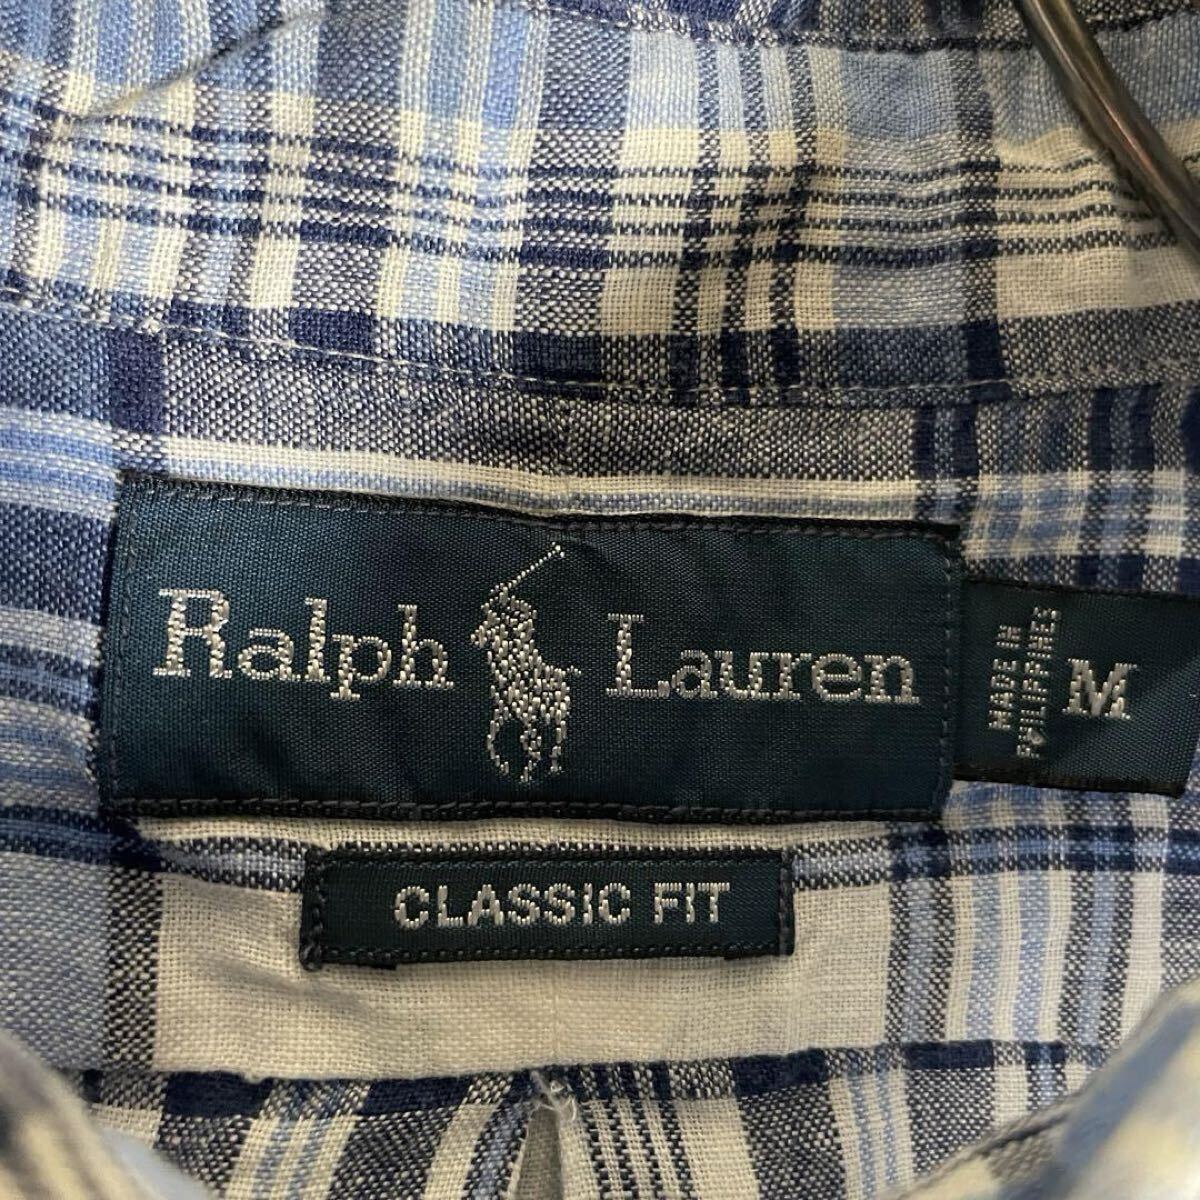 Ralph Lauren
MADE IN
PHILIPPINES
M
CLASSIC FIT